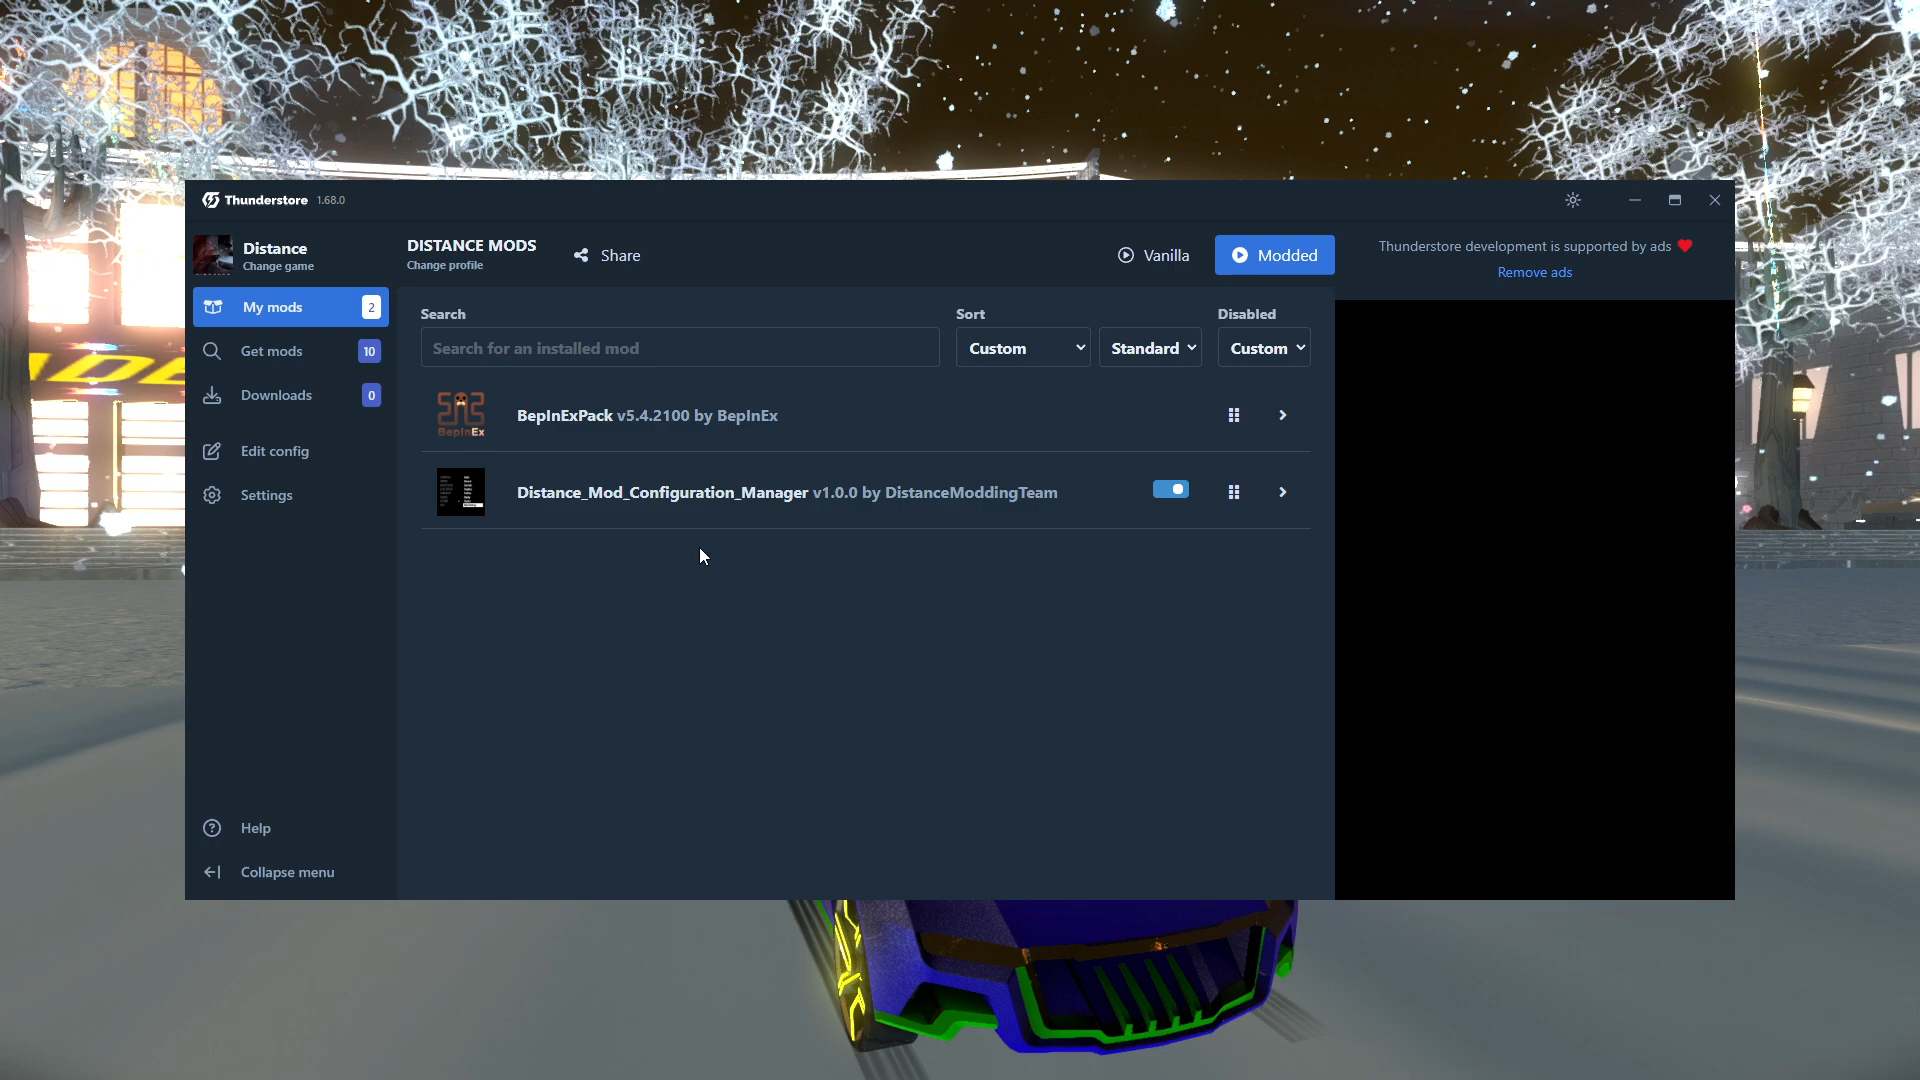 Thunderstore 1.68.0
Distance
Change game
DISTANCE MODS
Change profile
Share
Vanilla
Modded
Thunderstore development is supported by ads
Remove ads
My mods 2
Get mods 10
Downloads 0
Edit config
Settings
Help
Collapse menu
Search
Search for an installed mod
Sort
Custom
Standard
Disabled
Custom
BepInEx
BepInExPack v5.4.2100 by BepInEx
Distance_Mod_Configuration_Manager v1.0.0 by DistanceModdingTeam